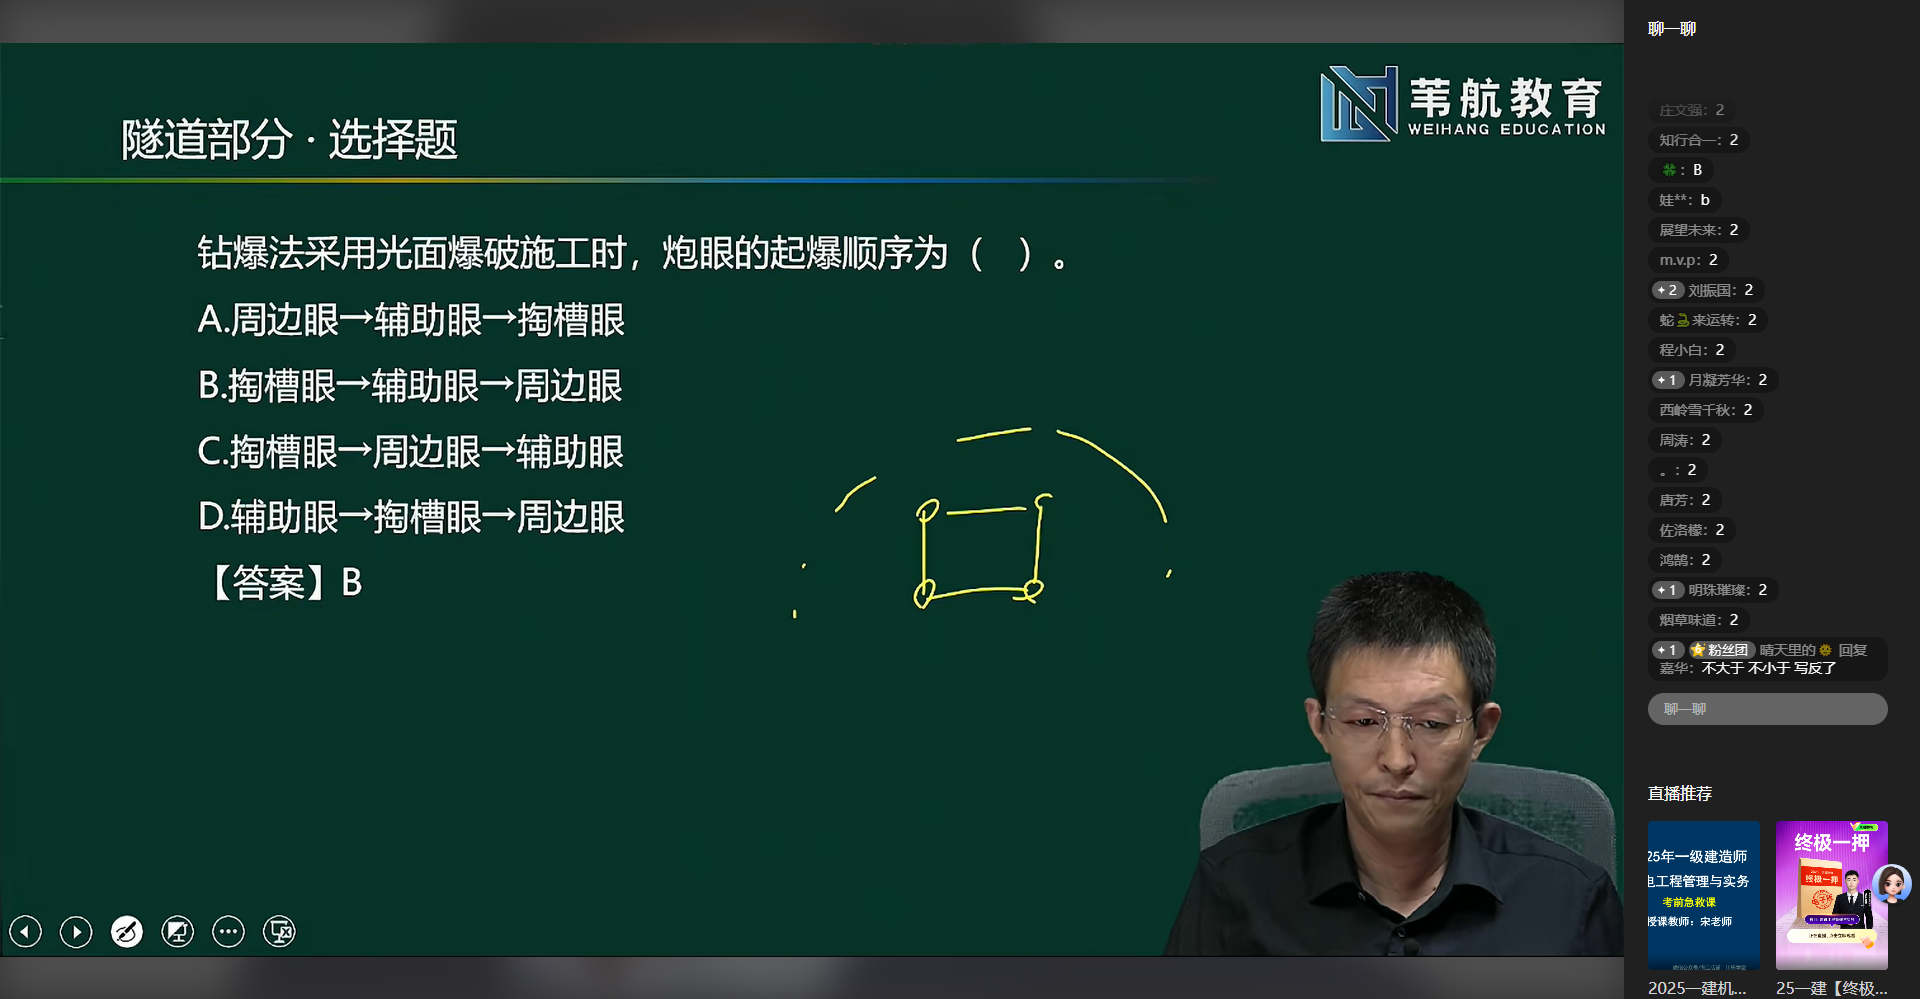 苇航教育
WEIHANG EDUCATION
隧道部分·选择题
钻爆法采用光面爆破施工时，炮眼的起爆顺序为（ ）。
A.周边眼→辅助眼→掏槽眼
B.掏槽眼→辅助眼→周边眼
C.掏槽眼→周边眼→辅助眼
D.辅助眼→掏槽眼→周边眼
【答案】B
聊一聊
庄文强：2
知行合一：2
🍀：B
娃**：b
展望未来：2
m.v.p：2
+2 刘振国：2
蛇🐍来运转：2
程小白：2
+1 月凝芳华：2
西岭雪千秋：2
周涛：2
。：2
唐芳：2
佐洛檬：2
鸿鹄：2
+1 明珠璀璨：2
烟草味道：2
+1 粉丝团 晴天里的🌞 回复
嘉华：不大于 不小于 写反了
聊一聊
直播推荐
25年一级建造师
电工程管理与实务
考前急救课
授课教师：宋老师
2025一建机...
终极一押
终极一押
25一建【终极...